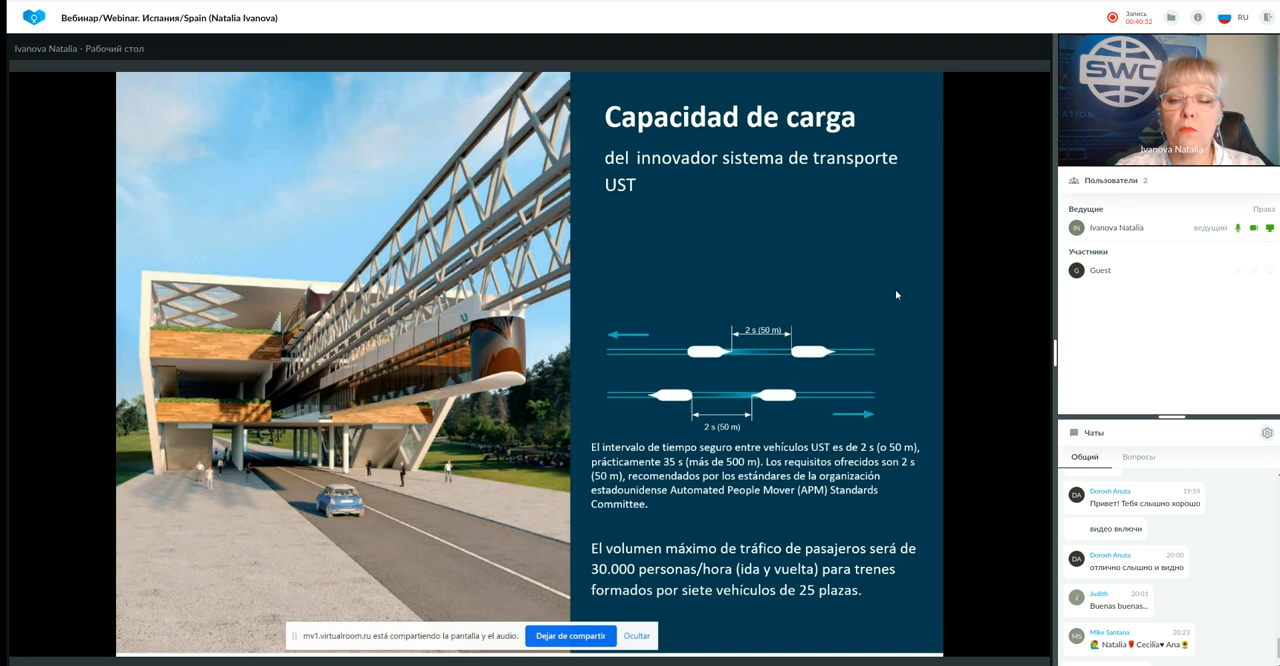 Вебинар/Webinar. Испания/Spain (Natalia Ivanova)
Запись
00:40:52
RU
Ivanova Natalia - Рабочий стол
Capacidad de carga
del innovador sistema de transporte
UST
2 s (50 m)
2 s (50 m)
El intervalo de tiempo seguro entre vehículos UST es de 2 s (o 50 m),
prácticamente 35 s (más de 500 m). Los requisitos ofrecidos son 2 s
(50 m), recomendados por los estándares de la organización
estadounidense Automated People Mover (APM) Standards
Committee.
El volumen máximo de tráfico de pasajeros será de
30.000 personas/hora (ida y vuelta) para trenes
formados por siete vehículos de 25 plazas.
mv1.virtualroom.ru está compartiendo la pantalla y el audio.
Dejar de compartir
Ocultar
SWC
Ivanova Natalia
Пользователи 2
Ведущие
Права
IN
Ivanova Natalia
ведущий
Участники
G
Guest
Чаты
Общий
Вопросы
DA
Dorosh Anuta
19:59
Привет! Тебя слышно хорошо
видео включи
DA
Dorosh Anuta
20:00
отлично слышно и видно
J
Judith
20:01
Buenas buenas...
MS
Mike Santana
20:23
🙋‍♂️ Natalia🌹 Cecilia♥ Ana🌻